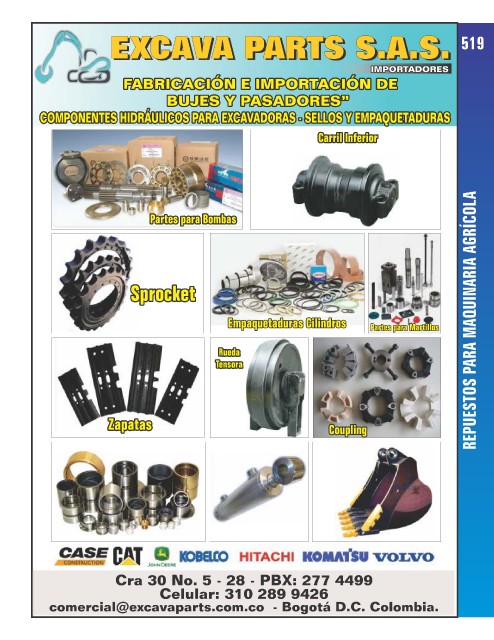 EXCAVA PARTS S.A.S.
IMPORTADORES
519
FABRICACIÓN E IMPORTACIÓN DE
BUJES Y PASADORES"
COMPONENTES HIDRÁULICOS PARA EXCAVADORAS - SELLOS Y EMPAQUETADURAS
Partes para Bombas
Carril Inferior
Sprocket
Empaquetaduras Cilindros
Partes para Martillos
Zapatas
Rueda
Tensora
Coupling
REPUESTOS PARA MAQUINARIA AGRÍCOLA
CASE
CONSTRUCTION
CAT
JOHN DEERE
KOBELCO
HITACHI
KOMATSU
VOLVO
Cra 30 No. 5 - 28 - PBX: 277 4499
Celular: 310 289 9426
comercial@excavaparts.com.co - Bogotá D.C. Colombia.